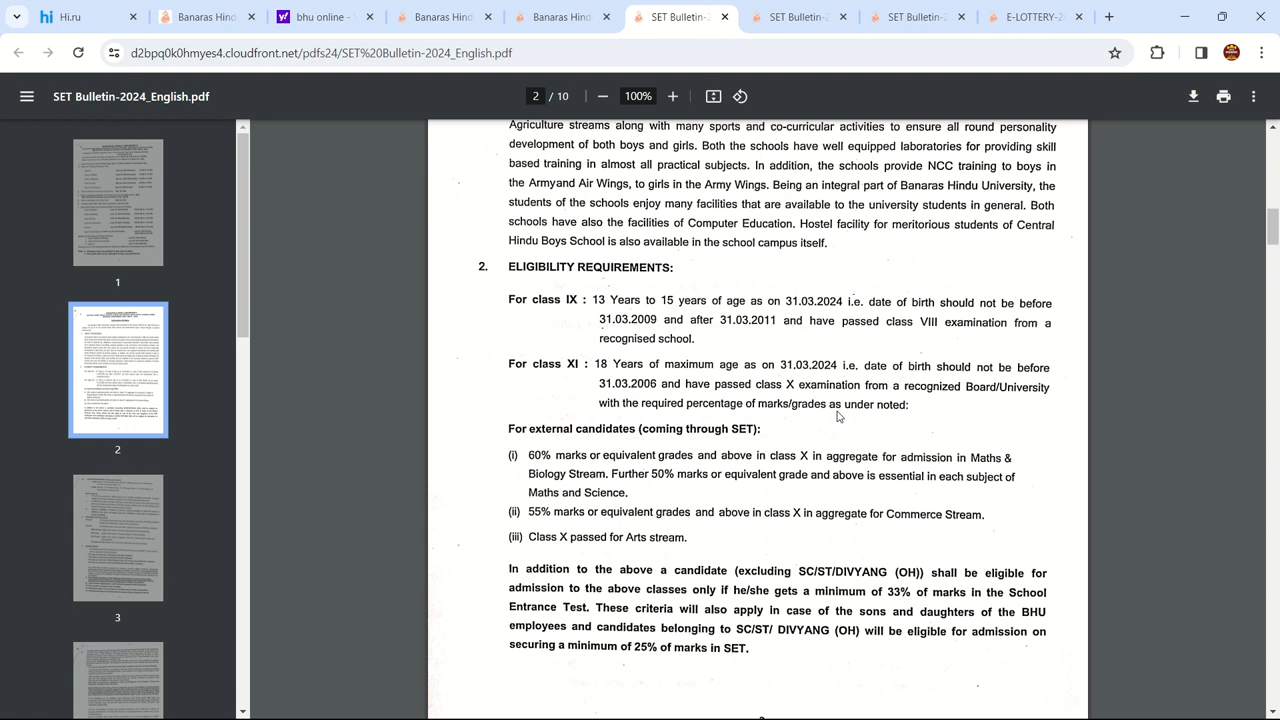 Hi.ru
Banaras Hind
bhu online -
Banaras Hind
Banaras Hind
SET Bulletin-
SET Bulletin-
SET Bulletin-
E-LOTTERY-2
d2bpq0k0lmyes4.cloudfront.net/pdfs24/SET%20Bulletin-2024_English.pdf
SET Bulletin-2024_English.pdf
2 / 10
100%
1
2
3
Agriculture streams along with many sports and co-curricular activities to ensure all round personality
development of both boys and girls. Both the schools have equipped laboratories for providing skill
and training in almost all practical subjects. In addition, the schools provide NCC training to boys in
the Army and Air Wings, to girls in the Army Wings. Being integral part of Banaras Hindu University, the
of the schools enjoy many facilities that are available to the university students in general. Both
schools also the facilities of Computer Education. Hostel facility for meritorious students of Central
Hindu Boys School is also available in the school campus itself.
2. ELIGIBILITY REQUIREMENTS:
For class IX : 13 Years to 15 years of age as on 31.03.2024 i.e. date of birth should not be before
31.03.2009 and after 31.03.2011 and have passed class VIII examination from a
recognised school.
For class XI : 18 Years of maximum age as on 31.03.2024 i.e. date of birth should not be before
31.03.2006 and have passed class X examination from a recognized Board/University
with the required percentage of marks/grades as under noted:
For external candidates (coming through SET):
(i) % marks or equivalent grades and above in class X in aggregate for admission in Maths &
Biology Stream. Further 50% marks or equivalent grade and above is essential in each subject of
Maths and Science.
(ii) marks or equivalent grades and above in class X in aggregate for Commerce Stream.
(iii) Class X passed for Arts stream.
In addition to the above a candidate (excluding SC/ST/DIVYANG (OH)) shall be eligible for
admission to the above classes only if he/she gets a minimum of 33% of marks in the School
Entrance Test. These criteria will also apply in case of the sons and daughters of the BHU
employees and candidates belonging to SC/ST/ DIVYANG (OH) will be eligible for admission on
securing a minimum of 25% of marks in SET.